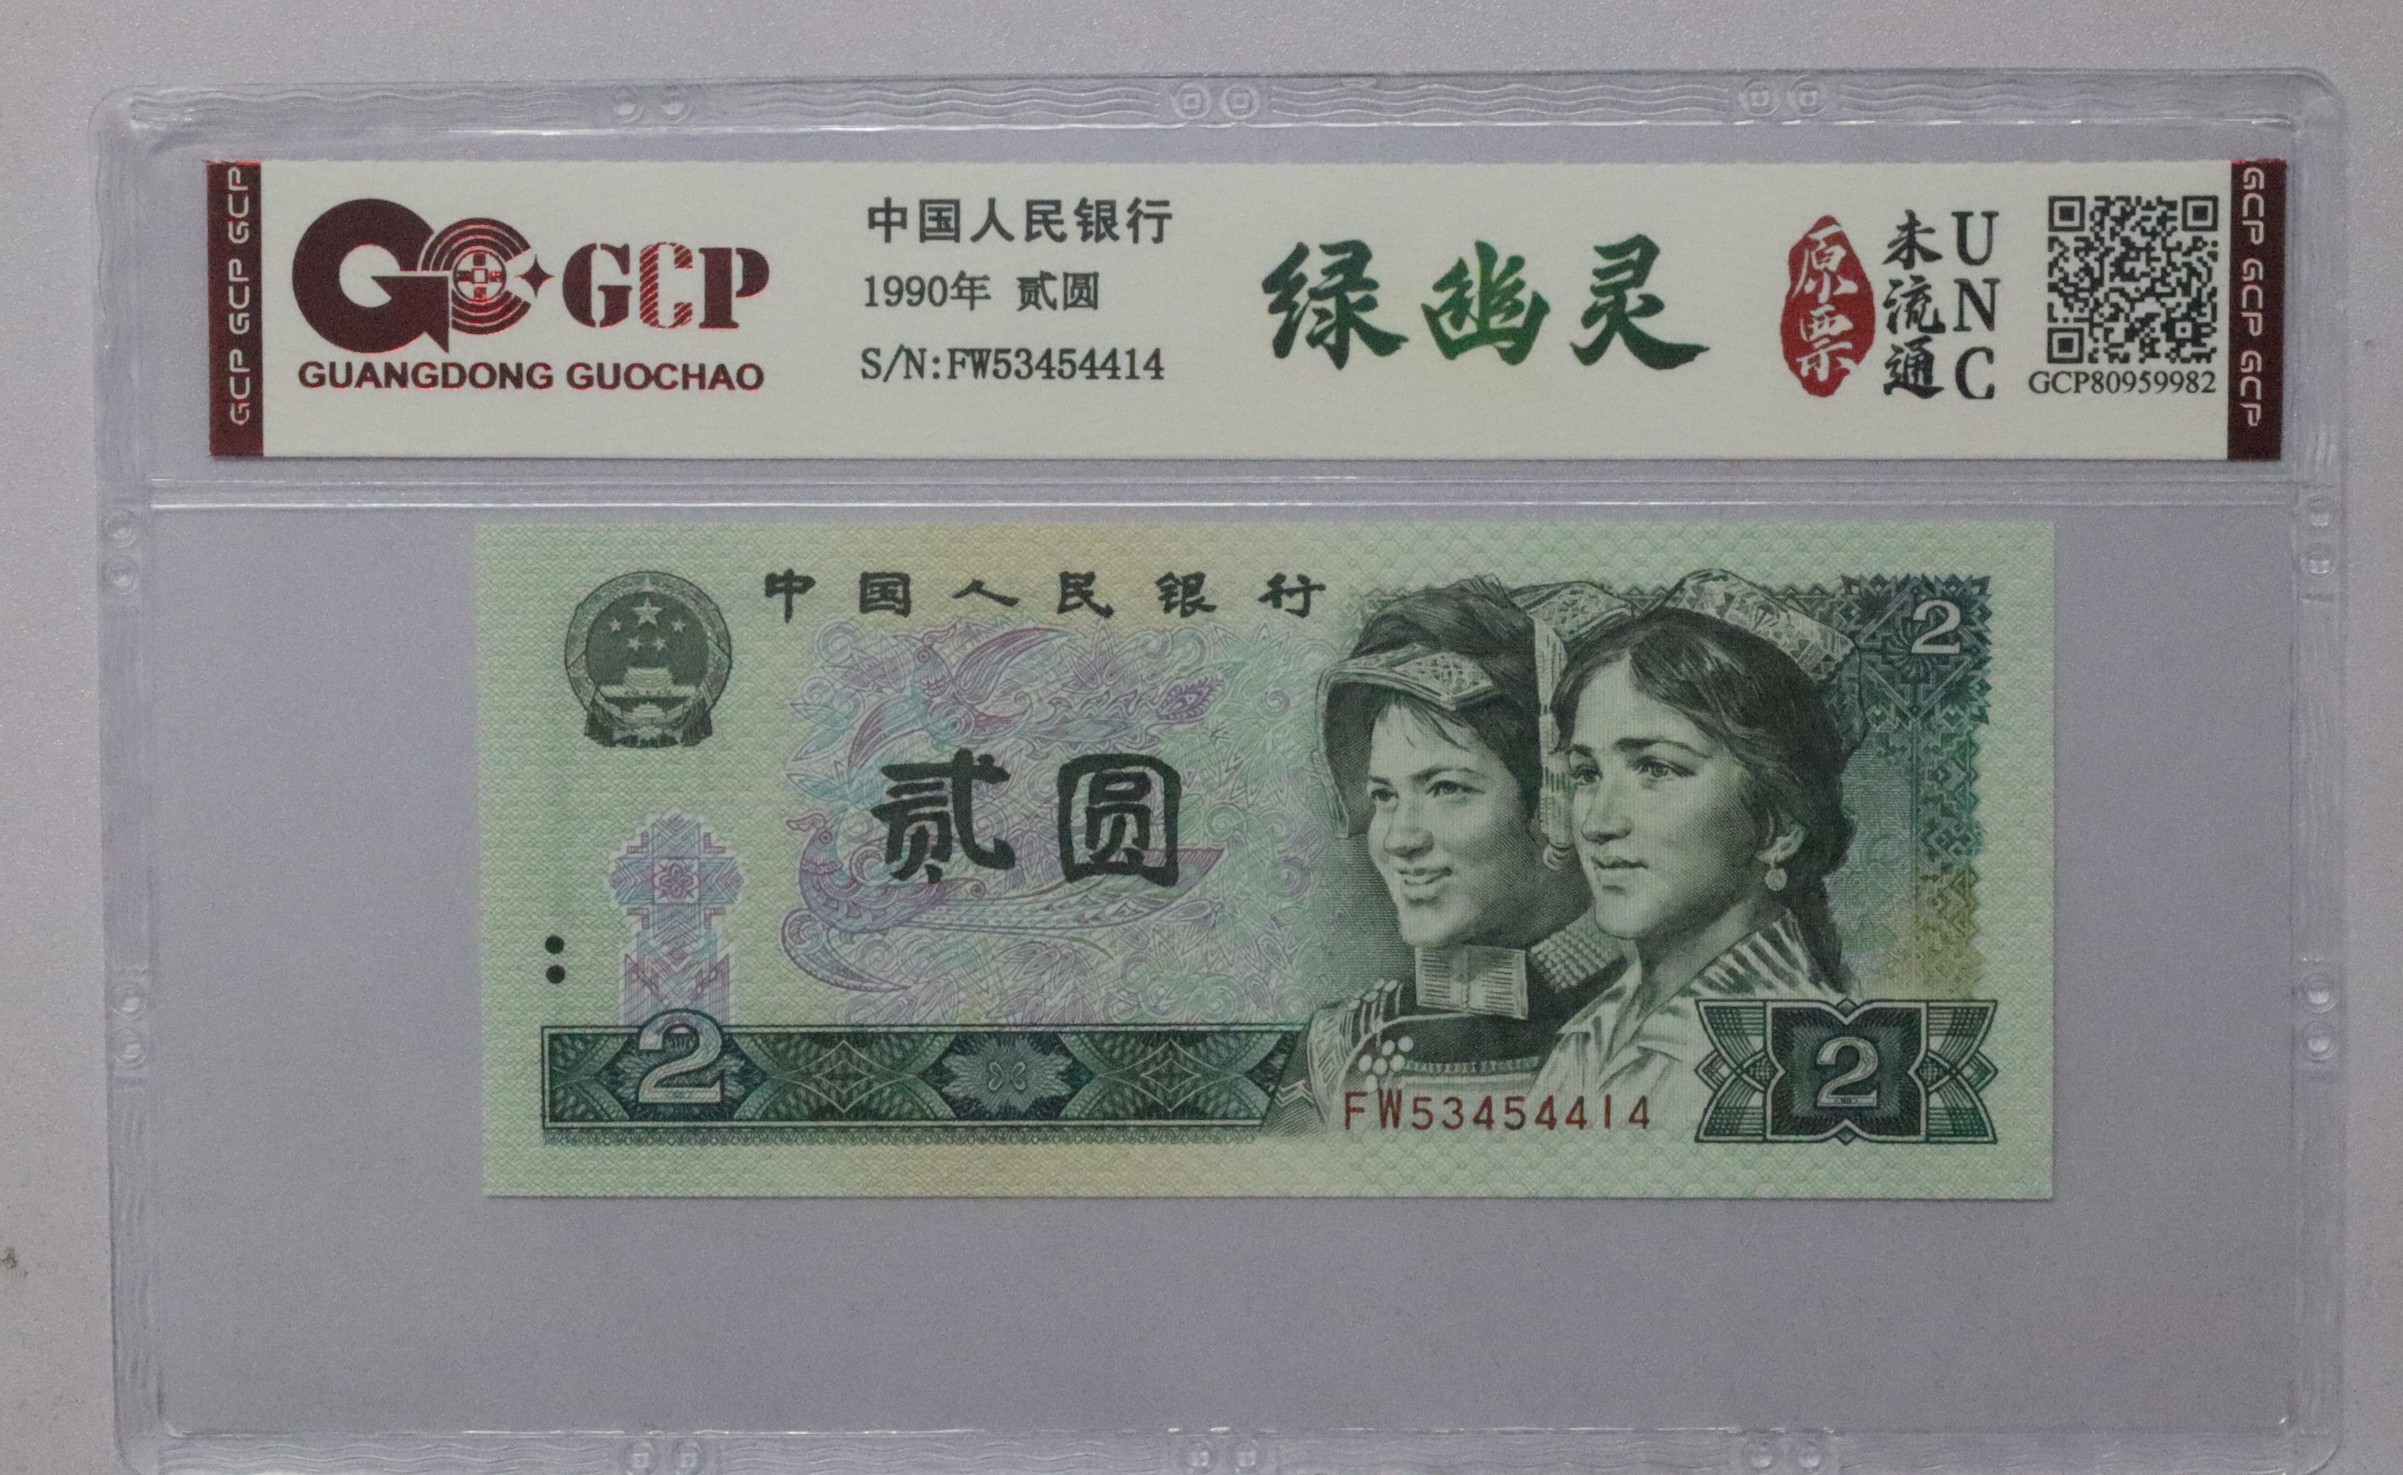 GCP GCP GCP
GCP
GUANGDONG GUOCHAO
中国人民银行
1990年 贰圆
S/N:FW53454414
绿幽灵
原票
未流通
UNC
GCP80959982
GCP GCP GCP
中国人民银行
2
贰圆
2
FW53454414
2